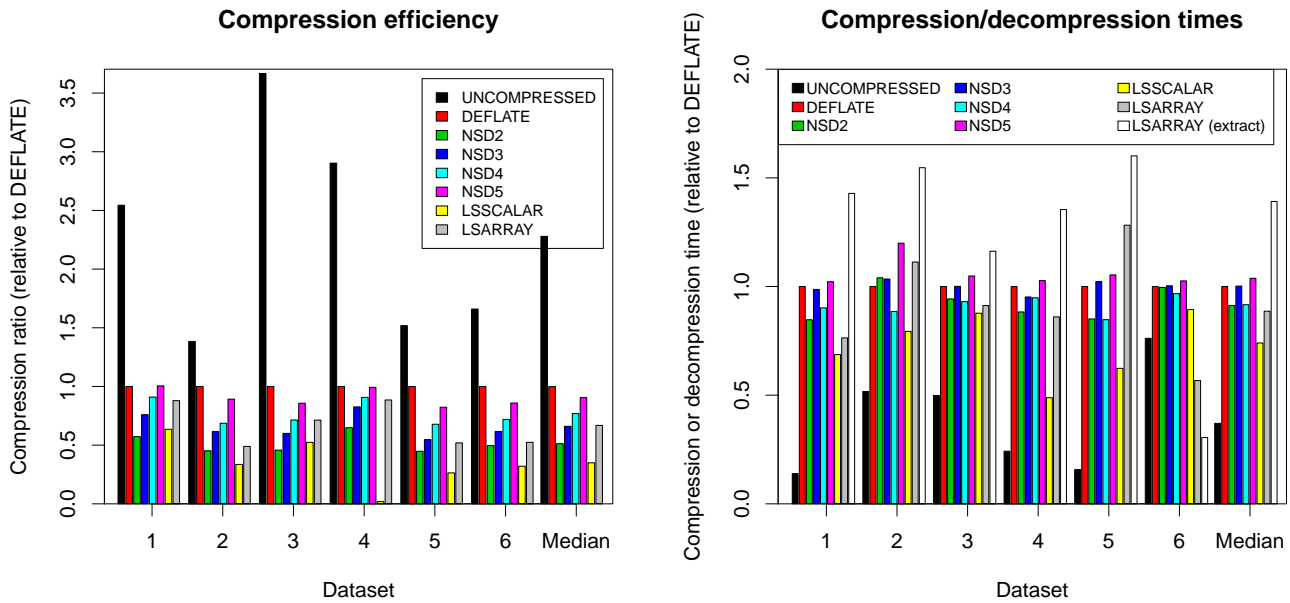 Compression efficiency
Compression ratio (relative to DEFLATE)
0.0
0.5
1.0
1.5
2.0
2.5
3.0
3.5
UNCOMPRESSED
DEFLATE
NSD2
NSD3
NSD4
NSD5
LSSCALAR
LSARRAY
1 2 3 4 5 6 Median
Dataset
Compression/decompression times
Compression or decompression time (relative to DEFLATE)
0.0
0.5
1.0
1.5
2.0
UNCOMPRESSED NSD3 LSSCALAR
DEFLATE NSD4 LSARRAY
NSD2 NSD5 LSARRAY (extract)
1 2 3 4 5 6 Median
Dataset